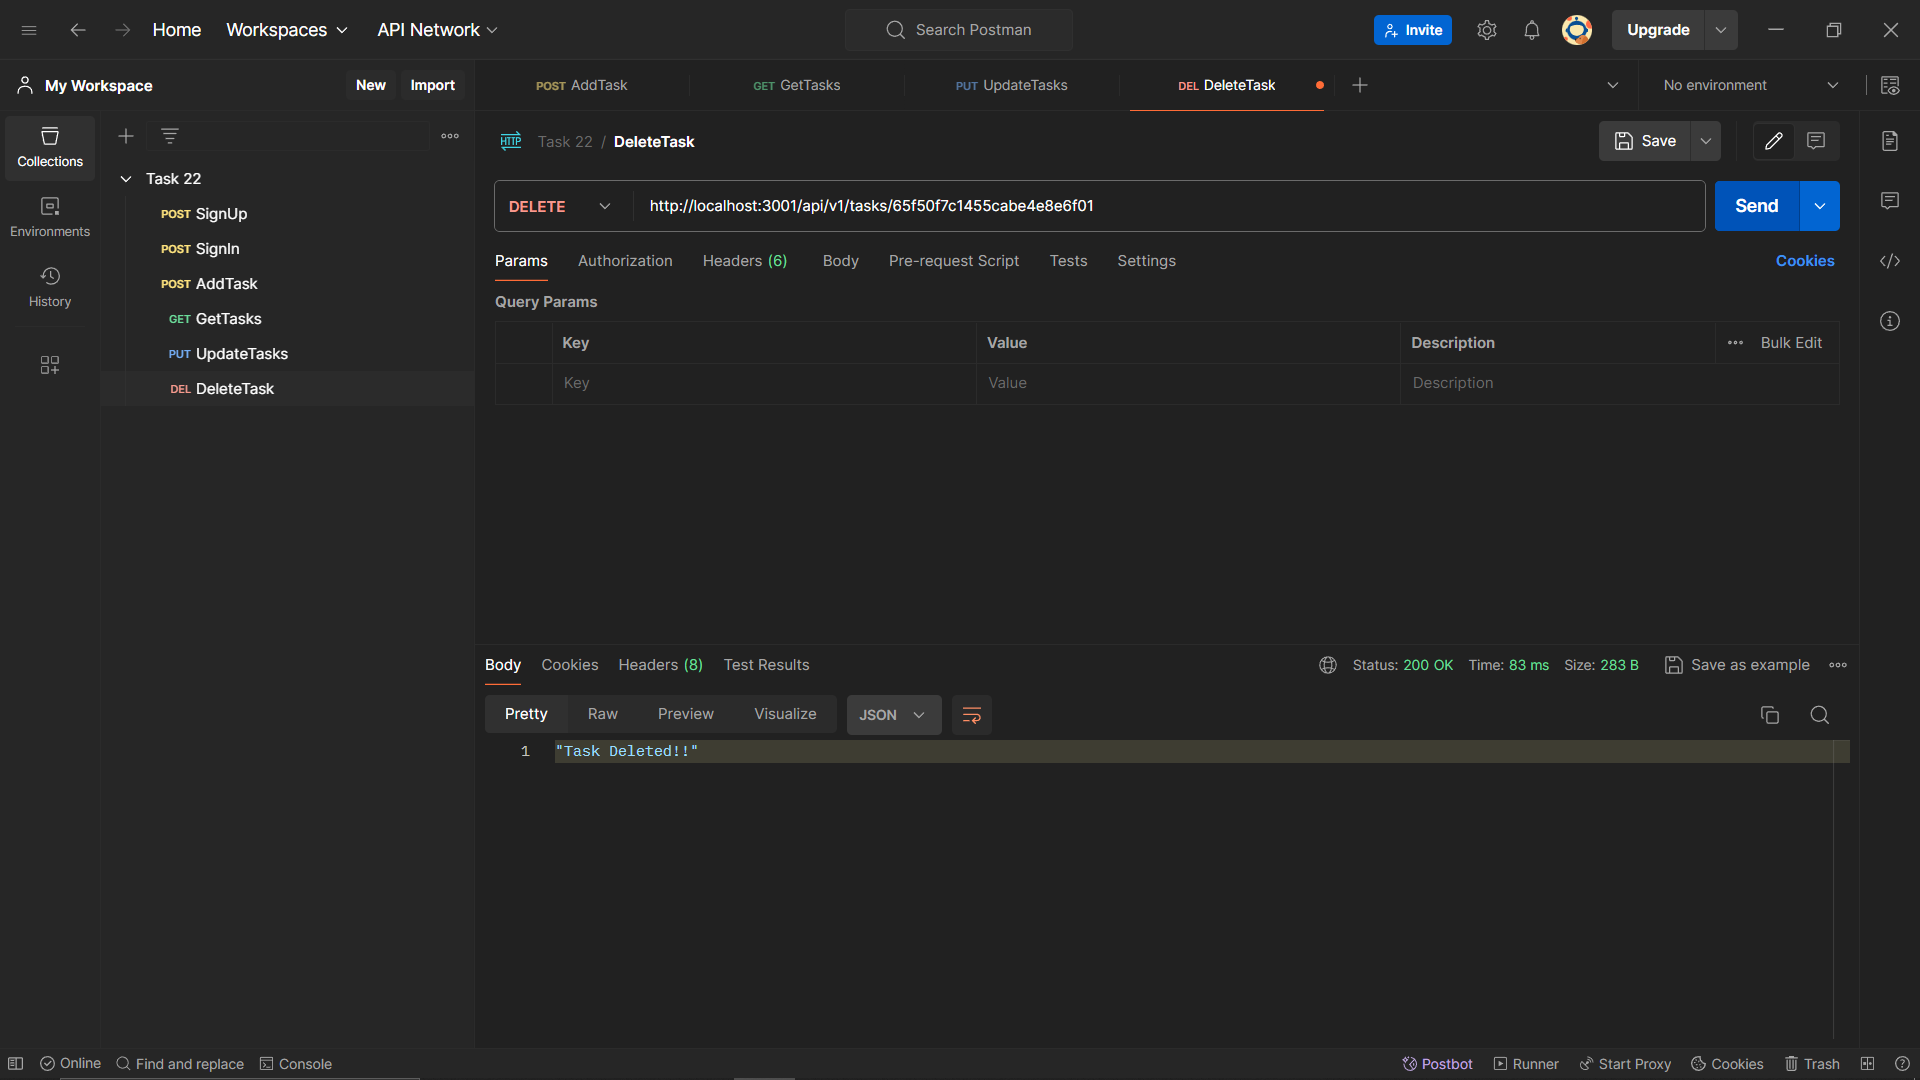 Home Workspaces API Network Search Postman Invite Upgrade
My Workspace New Import POST AddTask GET GetTasks PUT UpdateTasks DEL DeleteTask No environment
Collections
Environments
History
Task 22
POST SignUp
POST SignIn
POST AddTask
GET GetTasks
PUT UpdateTasks
DEL DeleteTask
HTTP Task 22 / DeleteTask Save
DELETE http://localhost:3001/api/v1/tasks/65f50f7c1455cabe4e8e6f01 Send
Params Authorization Headers (6) Body Pre-request Script Tests Settings Cookies
Query Params
Key Value Description Bulk Edit
Key Value Description
Body Cookies Headers (8) Test Results Status: 200 OK Time: 83 ms Size: 283 B Save as example
Pretty Raw Preview Visualize JSON
1 "Task Deleted!!"
Online Find and replace Console Postbot Runner Start Proxy Cookies Trash